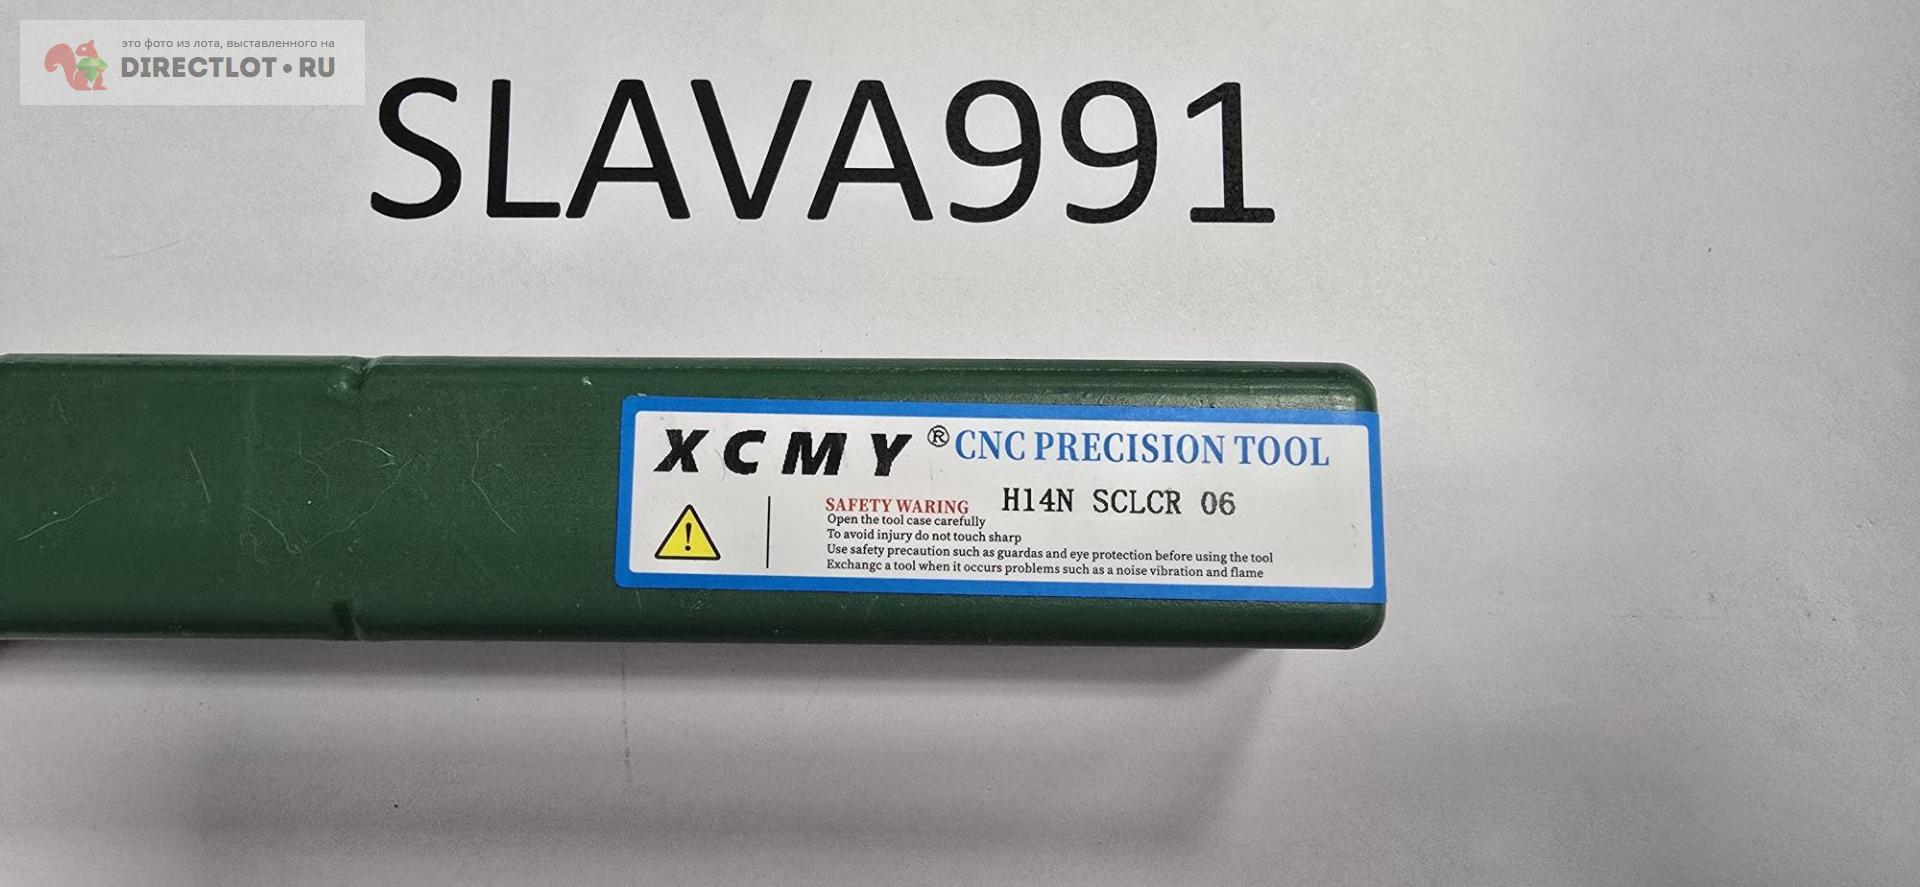 это фото из лота, выставленного на
DIRECTLOT•RU
SLAVA991
XCMY® CNC PRECISION TOOL
SAFETY WARING H14N SCLCR 06
Open the tool case carefully
To avoid injury do not touch sharp
Use safety precaution such as guardas and eye protection before using the tool
Exchangc a tool when it occurs problems such as a noise vibration and flame